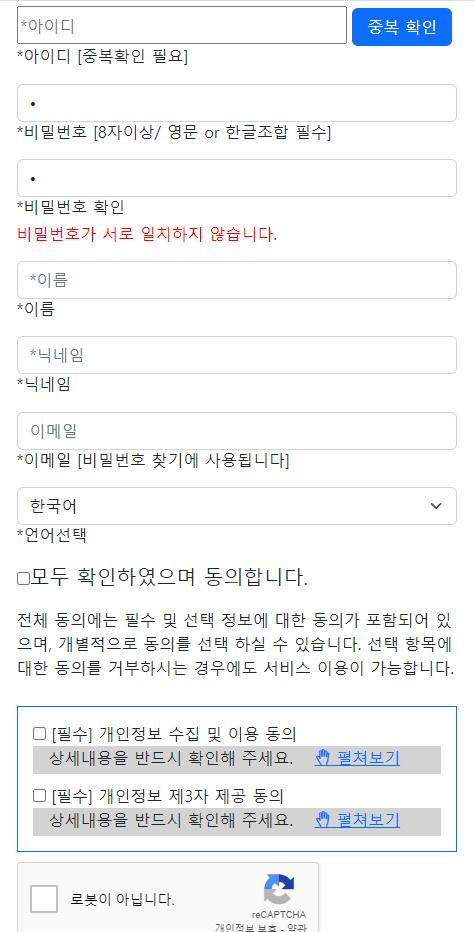 *아이디 중복 확인
*아이디 [중복확인 필요]
•
*비밀번호 [8자이상/ 영문 or 한글조합 필수]
•
*비밀번호 확인
비밀번호가 서로 일치하지 않습니다.
*이름
*이름
*닉네임
*닉네임
이메일
*이메일 [비밀번호 찾기에 사용됩니다]
한국어
*언어선택
모두 확인하였으며 동의합니다.
전체 동의에는 필수 및 선택 정보에 대한 동의가 포함되어 있
으며, 개별적으로 동의를 선택 하실 수 있습니다. 선택 항목에
대한 동의를 거부하시는 경우에도 서비스 이용이 가능합니다.
[필수] 개인정보 수집 및 이용 동의
상세내용을 반드시 확인해 주세요. 펼쳐보기
[필수] 개인정보 제3자 제공 동의
상세내용을 반드시 확인해 주세요. 펼쳐보기
로봇이 아닙니다.
reCAPTCHA
개인정보 보호 - 약관